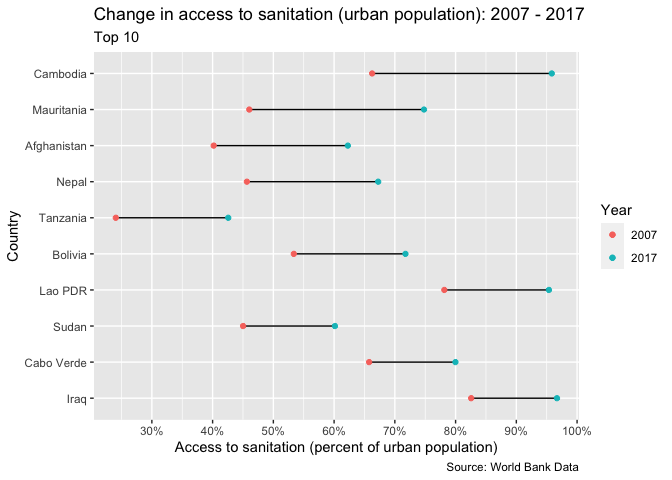 Change in access to sanitation (urban population): 2007 - 2017
Top 10
Country
Cambodia
Mauritania
Afghanistan
Nepal
Tanzania
Bolivia
Lao PDR
Sudan
Cabo Verde
Iraq
30% 40% 50% 60% 70% 80% 90% 100%
Access to sanitation (percent of urban population)
Year
2007
2017
Source: World Bank Data